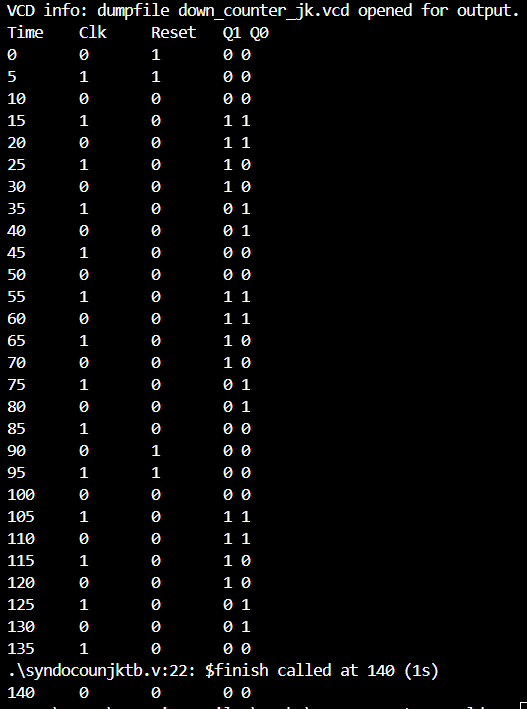 VCD info: dumpfile down_counter_jk.vcd opened for output.
Time Clk Reset Q1 Q0
0 0 1 0 0
5 1 1 0 0
10 0 0 0 0
15 1 0 1 1
20 0 0 1 1
25 1 0 1 0
30 0 0 1 0
35 1 0 0 1
40 0 0 0 1
45 1 0 0 0
50 0 0 0 0
55 1 0 1 1
60 0 0 1 1
65 1 0 1 0
70 0 0 1 0
75 1 0 0 1
80 0 0 0 1
85 1 0 0 0
90 0 1 0 0
95 1 1 0 0
100 0 0 0 0
105 1 0 1 1
110 0 0 1 1
115 1 0 1 0
120 0 0 1 0
125 1 0 0 1
130 0 0 0 1
135 1 0 0 0
.\syndocounjktb.v:22: $finish called at 140 (1s)
140 0 0 0 0